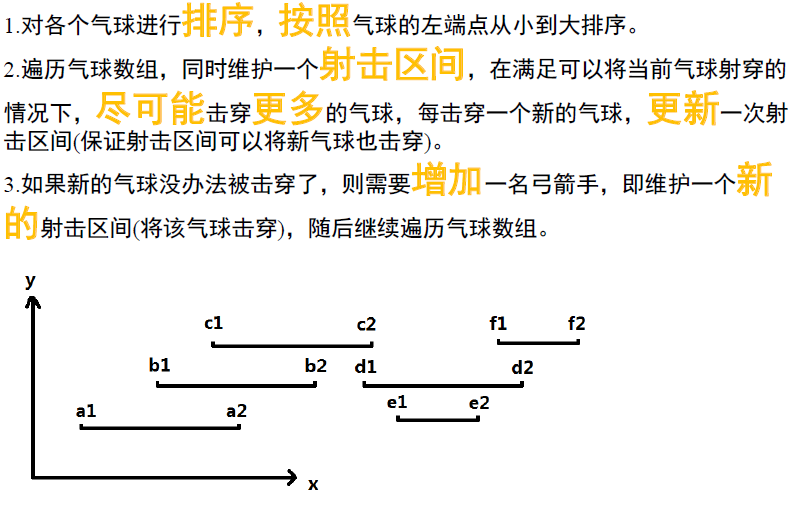 1.对各个气球进行排序，按照气球的左端点从小到大排序。
2.遍历气球数组，同时维护一个射击区间，在满足可以将当前气球射穿的
情况下，尽可能击穿更多的气球，每击穿一个新的气球，更新一次射
击区间(保证射击区间可以将新气球也击穿)。
3.如果新的气球没办法被击穿了，则需要增加一名弓箭手，即维护一个新
的射击区间(将该气球击穿)，随后继续遍历气球数组。
y
c1 c2 f1 f2
b1 b2 d1 d2
a1 a2 e1 e2
x